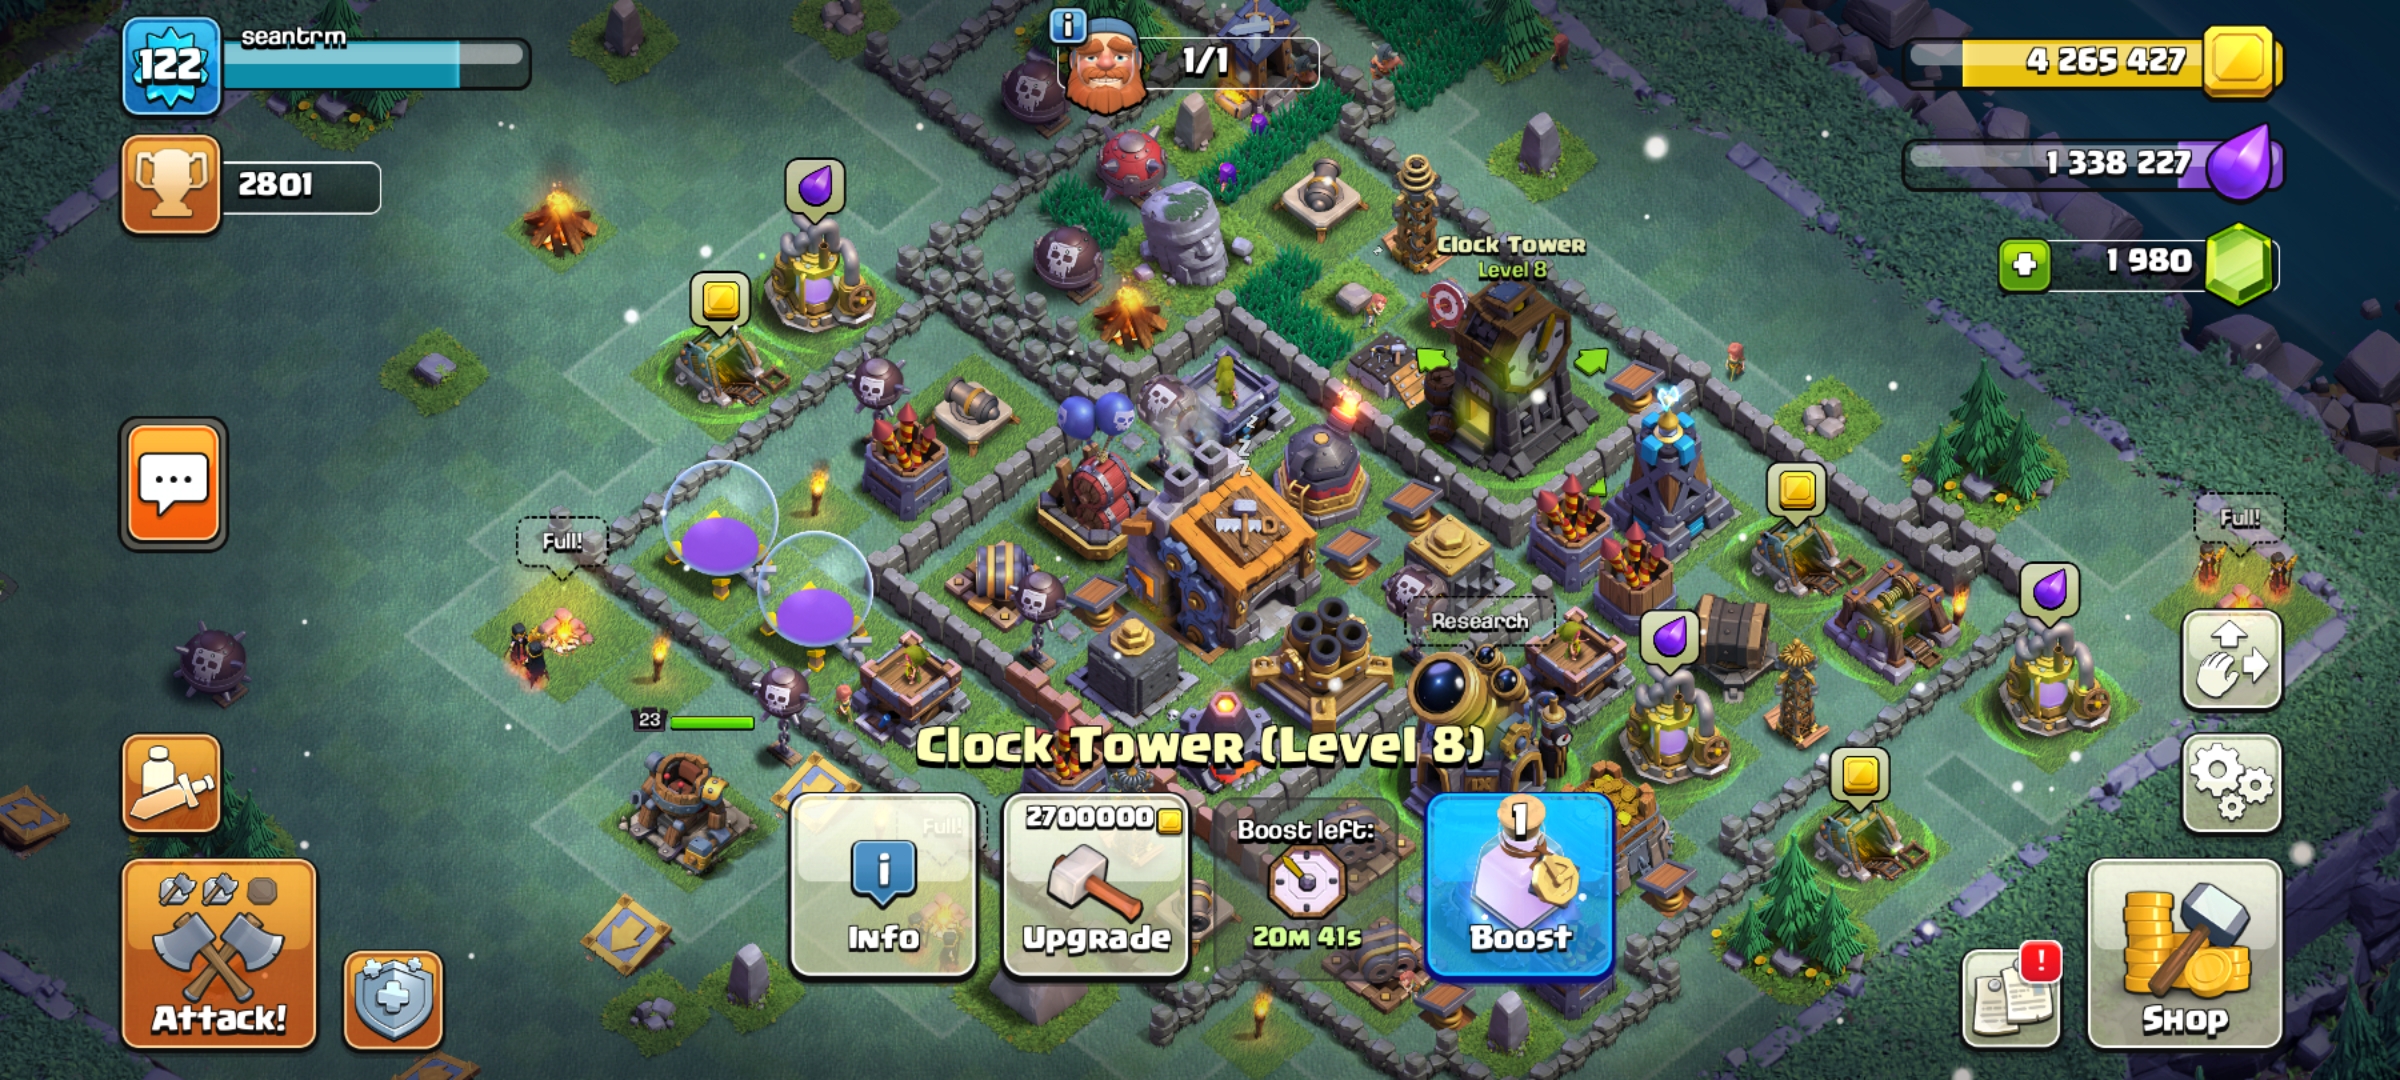 122
seantrm
1/1
4 265 427
2801
1 338 227
1 980
Clock Tower
Level 8
Full!
Full!
Research
23
Clock Tower (Level 8)
Full!
Info
2700000
Upgrade
Boost left:
20m 41s
1
Boost
Attack!
!
Shop